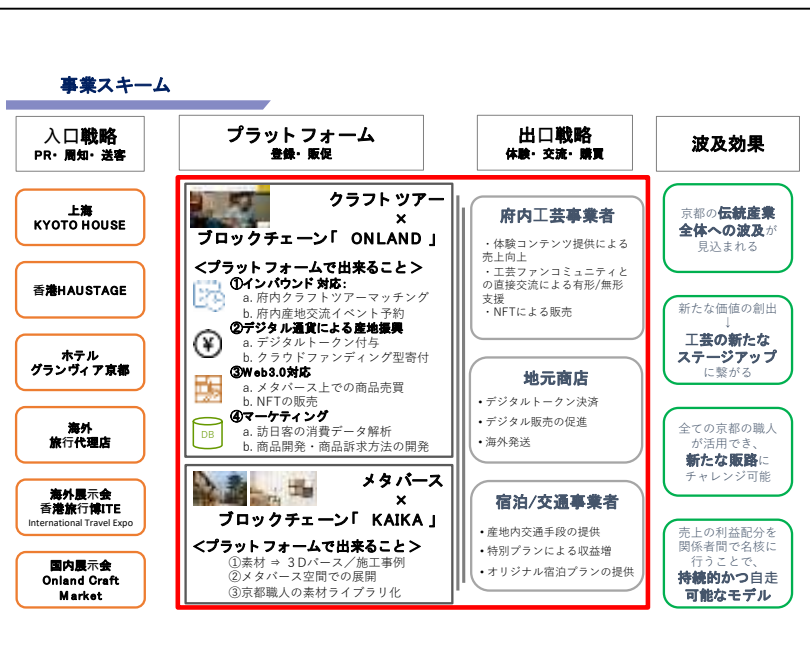 事業スキーム
入口戦略
PR・周知・送客
上海
KYOTO HOUSE
香港HAUSTAGE
ホテル
グランヴィア京都
海外
旅行代理店
海外展示会
香港旅行博ITE
International Travel Expo
国内展示会
Onland Craft
Market
プラットフォーム
登録・販促
クラフトツアー
×
ブロックチェーン「 ONLAND 」
＜プラットフォームで出来ること＞
①インバウンド対応：
a. 府内クラフトツアーマッチング
b. 府内産地交流イベント予約
②デジタル通貨による産地振興
a. デジタルトークン付与
b. クラウドファンディング型寄付
③Web3.0対応
a. メタバース上での商品売買
b. NFTの販売
④マーケティング
a. 訪日客の消費データ解析
b. 商品開発・商品訴求方法の開発
DB
メタバース
×
ブロックチェーン「 KAIKA 」
＜プラットフォームで出来ること＞
①素材 ⇒ ３Dバース／施工事例
②メタバース空間での展開
③京都職人の素材ライブラリ化
出口戦略
体験・交流・購買
府内工芸事業者
・体験コンテンツ提供による
売上向上
・工芸ファンコミュニティと
の直接交流による有形/無形
支援
・NFTによる販売
地元商店
・デジタルトークン決済
・デジタル販売の促進
・海外発送
宿泊/交通事業者
・産地内交通手段の提供
・特別プランによる収益増
・オリジナル宿泊プランの提供
波及効果
京都の伝統産業
全体への波及が
見込まれる
新たな価値の創出
↓
工芸の新たな
ステージアップ
に繋がる
全ての京都の職人
が活用でき、
新たな販路に
チャレンジ可能
売上の利益配分を
関係者間で名核に
行うことで、
持続的かつ自走
可能なモデル